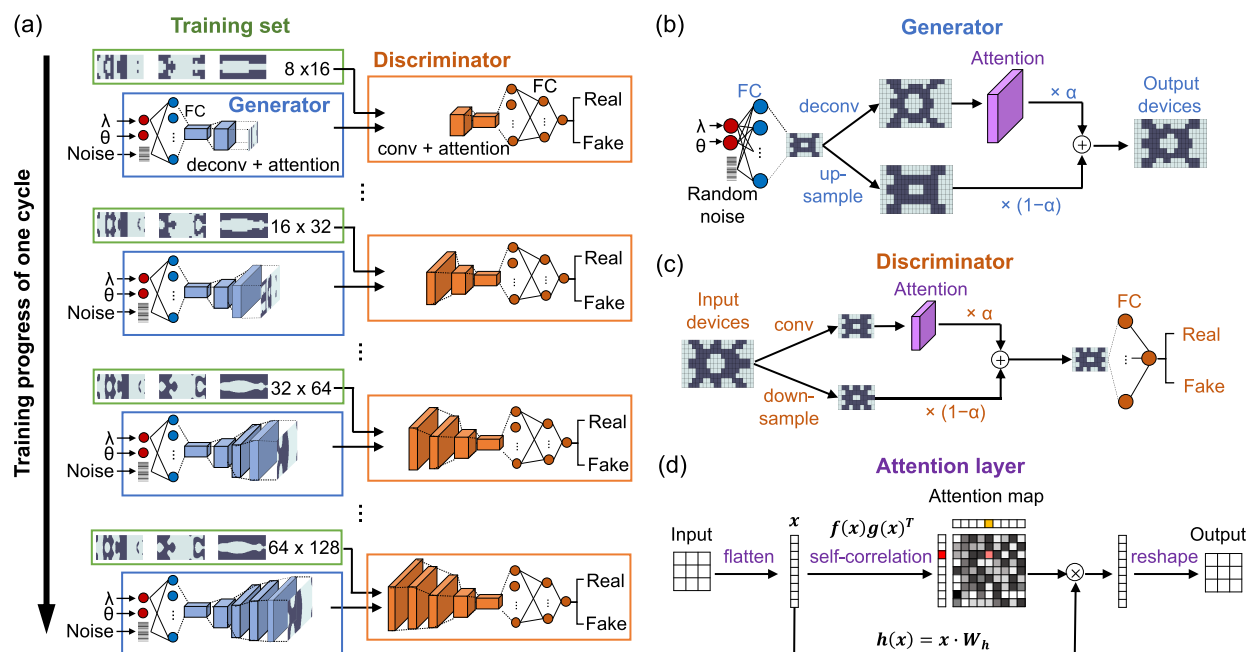 (a)
Training set
Training progress of one cycle
8 x16
Discriminator
Generator
FC
λ
θ
Noise
deconv + attention
FC
Real
Fake
conv + attention
...
16 x 32
λ
θ
Noise
Real
Fake
...
32 x 64
λ
θ
Noise
Real
Fake
...
64 x 128
λ
θ
Noise
Real
Fake
(b)
Generator
Attention
FC
deconv
× α
Output
devices
λ
θ
+
up-
sample
× (1−α)
Random
noise
(c)
Discriminator
Input
devices
Attention
FC
conv
× α
Real
+
Fake
down-
sample
× (1−α)
(d)
Attention layer
Attention map
Input
x
f(x)g(x)ᵀ
Output
flatten
self-correlation
×
reshape
h(x) = x · Wₕ